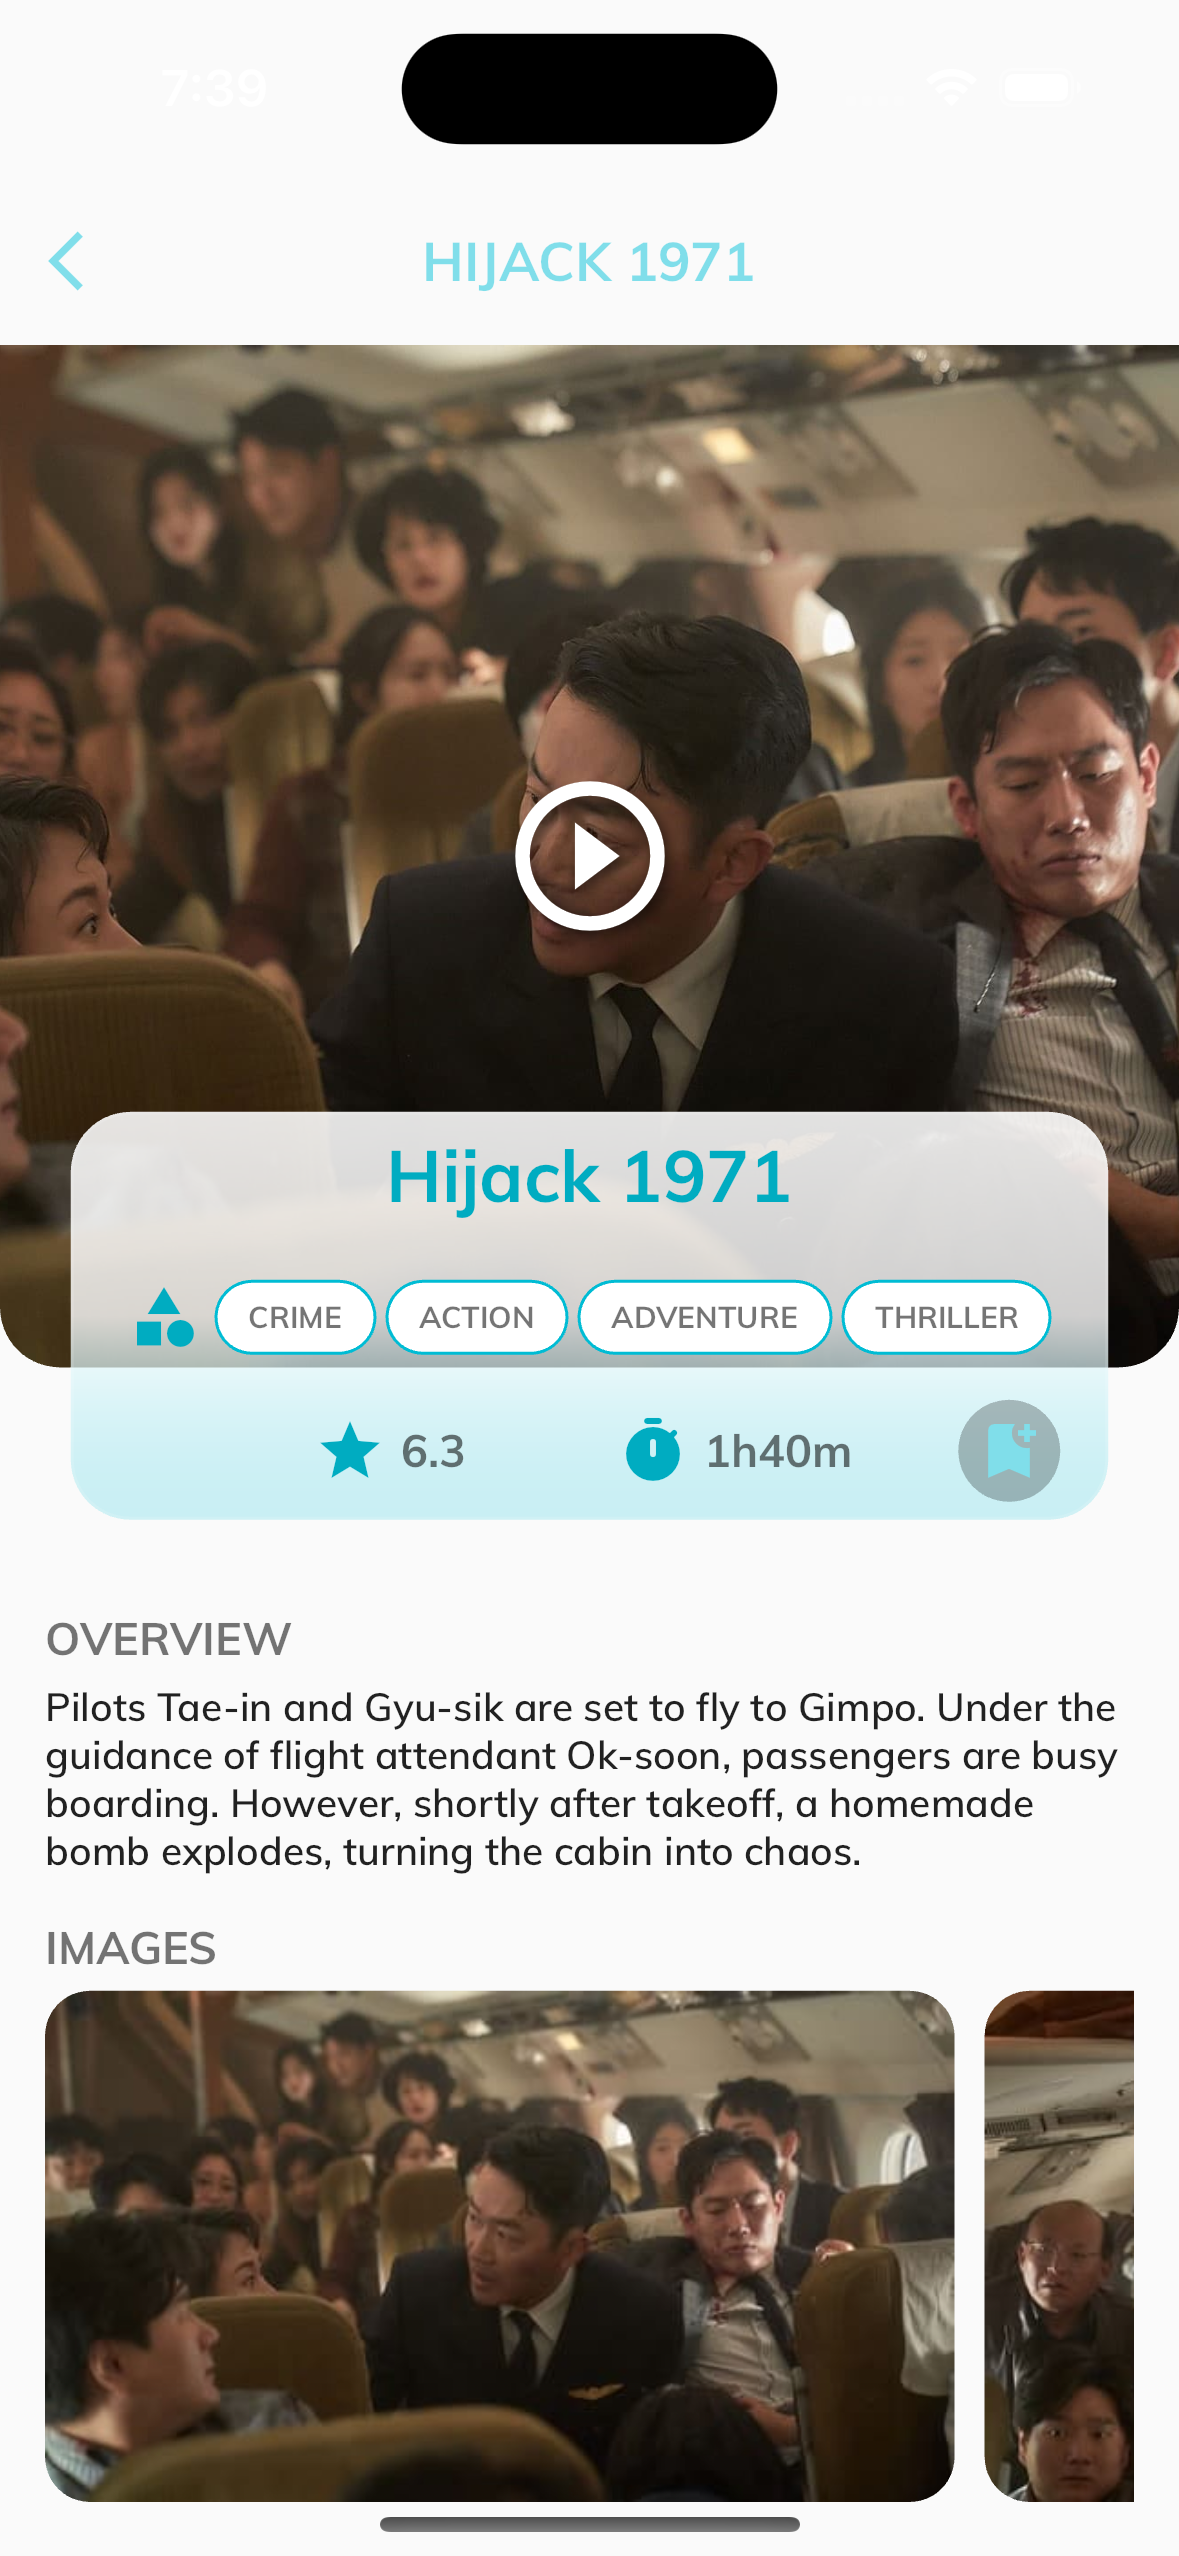 7:39
HIJACK 1971
Hijack 1971
CRIME ACTION ADVENTURE THRILLER
6.3 1h40m
OVERVIEW
Pilots Tae-in and Gyu-sik are set to fly to Gimpo. Under the
guidance of flight attendant Ok-soon, passengers are busy
boarding. However, shortly after takeoff, a homemade
bomb explodes, turning the cabin into chaos.
IMAGES